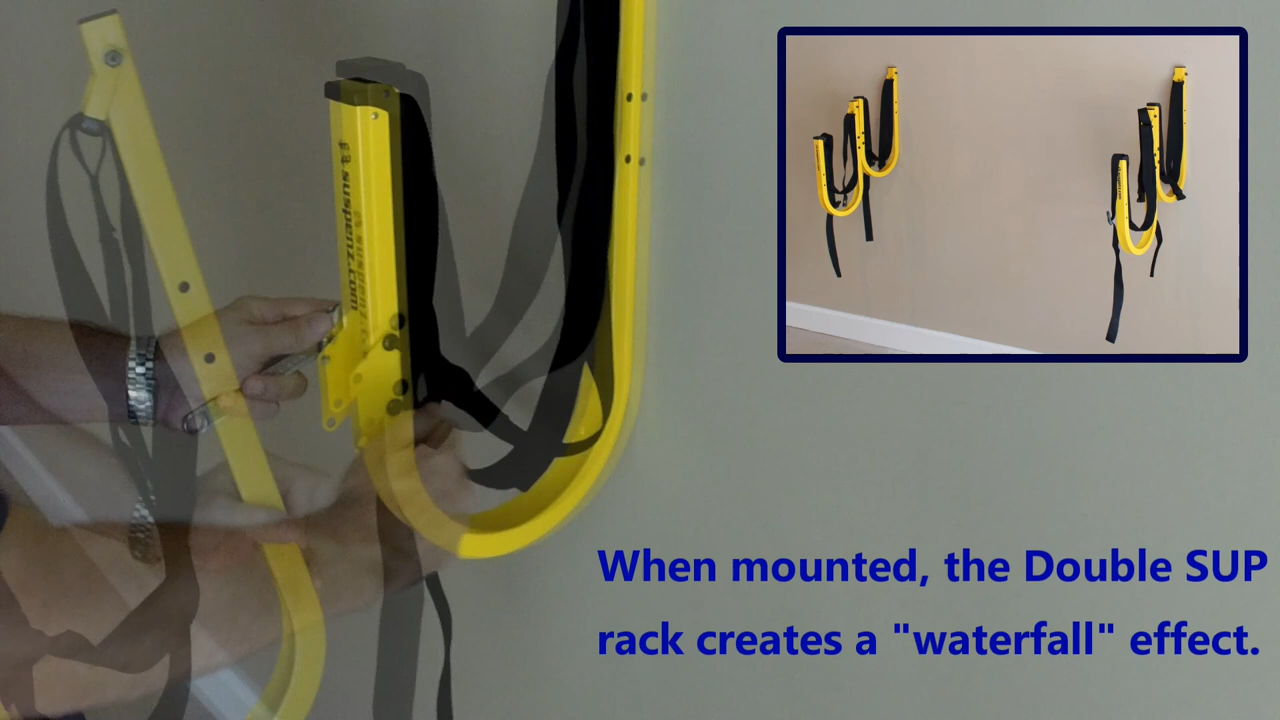 suspenz.com
When mounted, the Double SUP
rack creates a "waterfall" effect.